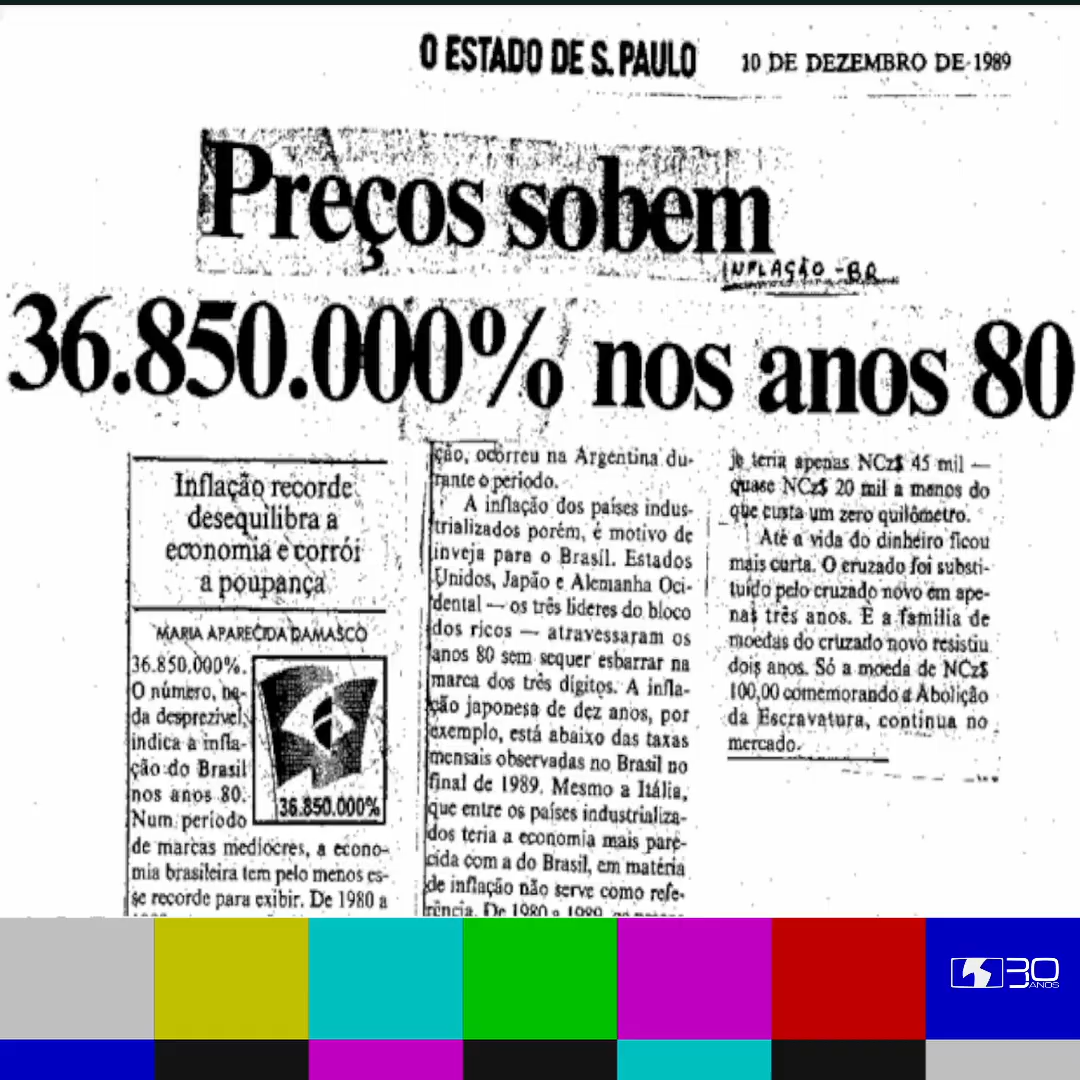 O ESTADO DE S. PAULO
10 DE DEZEMBRO DE 1989
Preços sobem
INFLAÇÃO - BR
36.850.000% nos anos 80
Inflação recorde
desequilibra a
economia e corrói
a poupança
MARIA APARECIDA DAMASCO
36.850.000%.
O número, na-
da desprezível,
indica a infla-
ção do Brasil
nos anos 80.
Num período
de marcas medíocres, a econo-
mia brasileira tem pelo menos es-
se recorde para exibir. De 1980 a
36.850.000%
ção, ocorreu na Argentina du-
rante o período.
A inflação dos países indus-
trializados porém, é motivo de
inveja para o Brasil. Estados
Unidos, Japão e Alemanha Oci-
dental — os três líderes do bloco
dos ricos — atravessaram os
anos 80 sem sequer esbarrar na
marca dos três dígitos. A infla-
ção japonesa de dez anos, por
exemplo, está abaixo das taxas
mensais observadas no Brasil no
final de 1989. Mesmo a Itália,
que entre os países industrializa-
dos teria a economia mais pare-
cida com a do Brasil, em matéria
de inflação não serve como refe-
rência. De 1980 a 1989, os
je teria apenas NCz$ 45 mil —
quase NCz$ 20 mil a menos do
que custa um zero quilômetro.
Até a vida do dinheiro ficou
mais curta. O cruzado foi substi-
tuído pelo cruzado novo em ape-
nas três anos. E a família de
moedas do cruzado novo resistiu
dois anos. Só a moeda de NCz$
100,00 comemorando a Abolição
da Escravatura, continua no
mercado.
30
ANOS